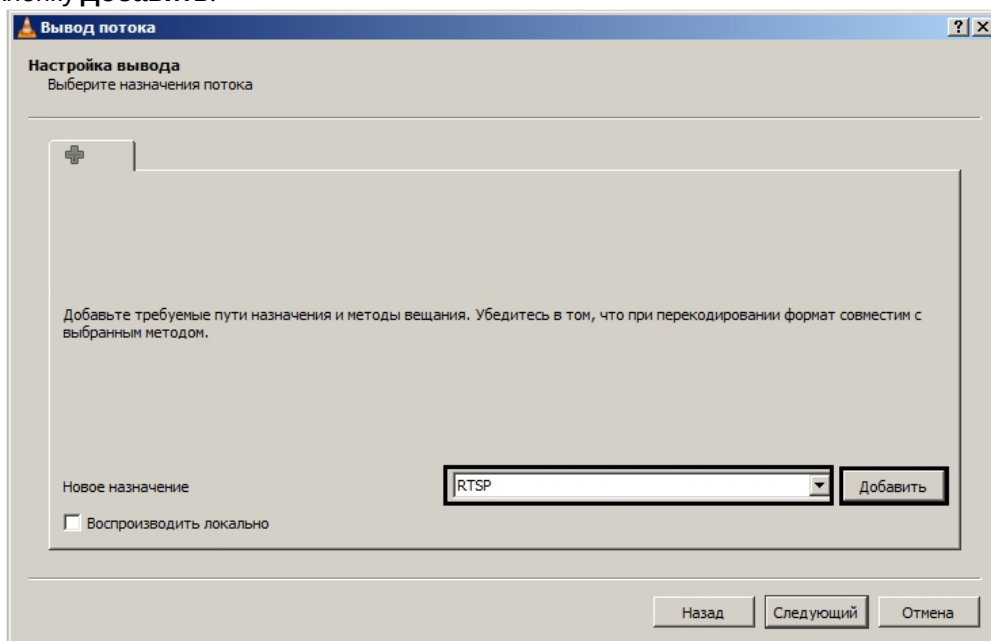 Добавить.
Вывод потока
Настройка вывода
Выберите назначения потока
Добавьте требуемые пути назначения и методы вещания. Убедитесь в том, что при перекодировании формат совместим с
выбранным методом.
Новое назначение RTSP Добавить
Воспроизводить локально
Назад Следующий Отмена